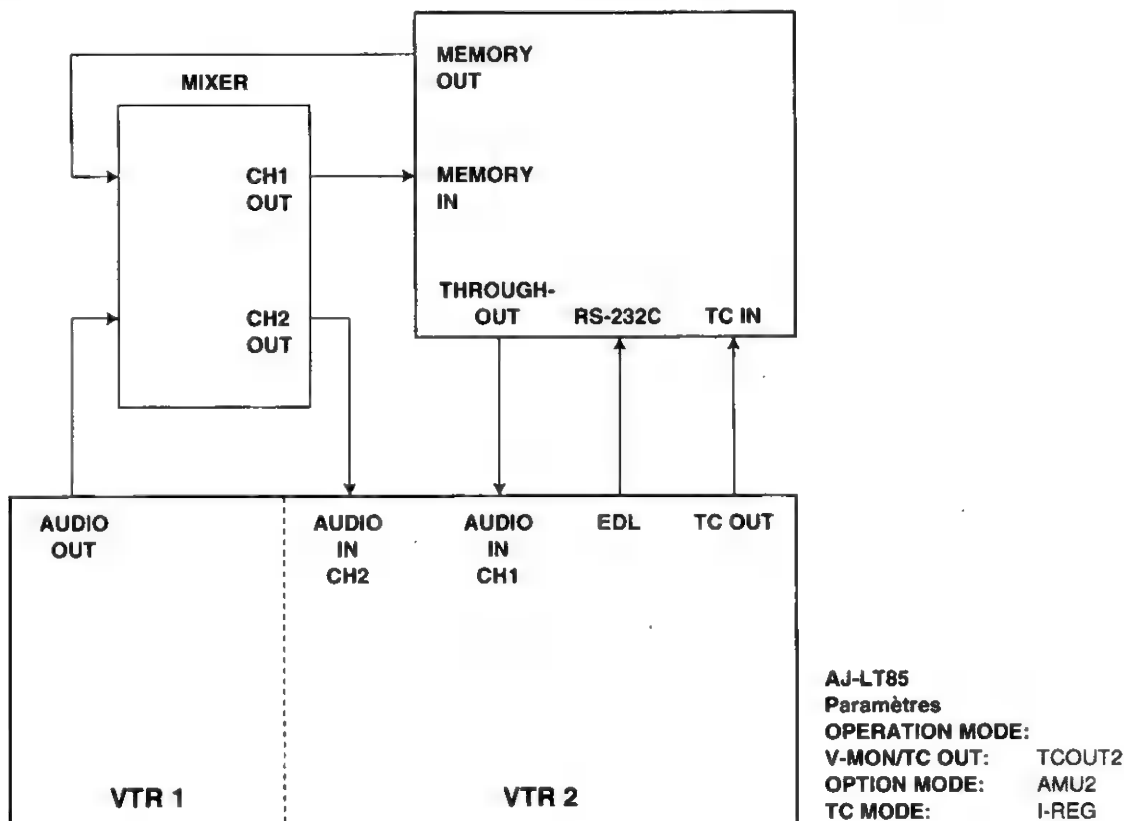 MEMORY
OUT
MIXER
CH1
OUT
MEMORY
IN
CH2
OUT
THROUGH-
OUT
RS-232C
TC IN
AUDIO
OUT
AUDIO
IN
CH2
AUDIO
IN
CH1
EDL
TC OUT
VTR 1
VTR 2
AJ-LT85
Paramètres
OPERATION MODE:
V-MON/TC OUT: TCOUT2
OPTION MODE: AMU2
TC MODE: I-REG